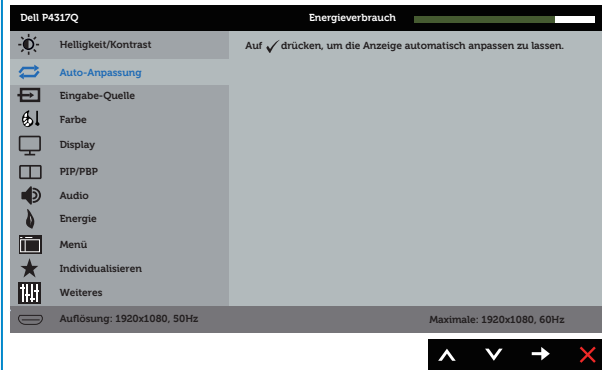 Dell P4317Q Energieverbrauch
Helligkeit/Kontrast Auf ✓ drücken, um die Anzeige automatisch anpassen zu lassen.
Auto-Anpassung
Eingabe-Quelle
Farbe
Display
PIP/PBP
Audio
Energie
Menü
Individualisieren
Weiteres
Auflösung: 1920x1080, 50Hz Maximale: 1920x1080, 60Hz